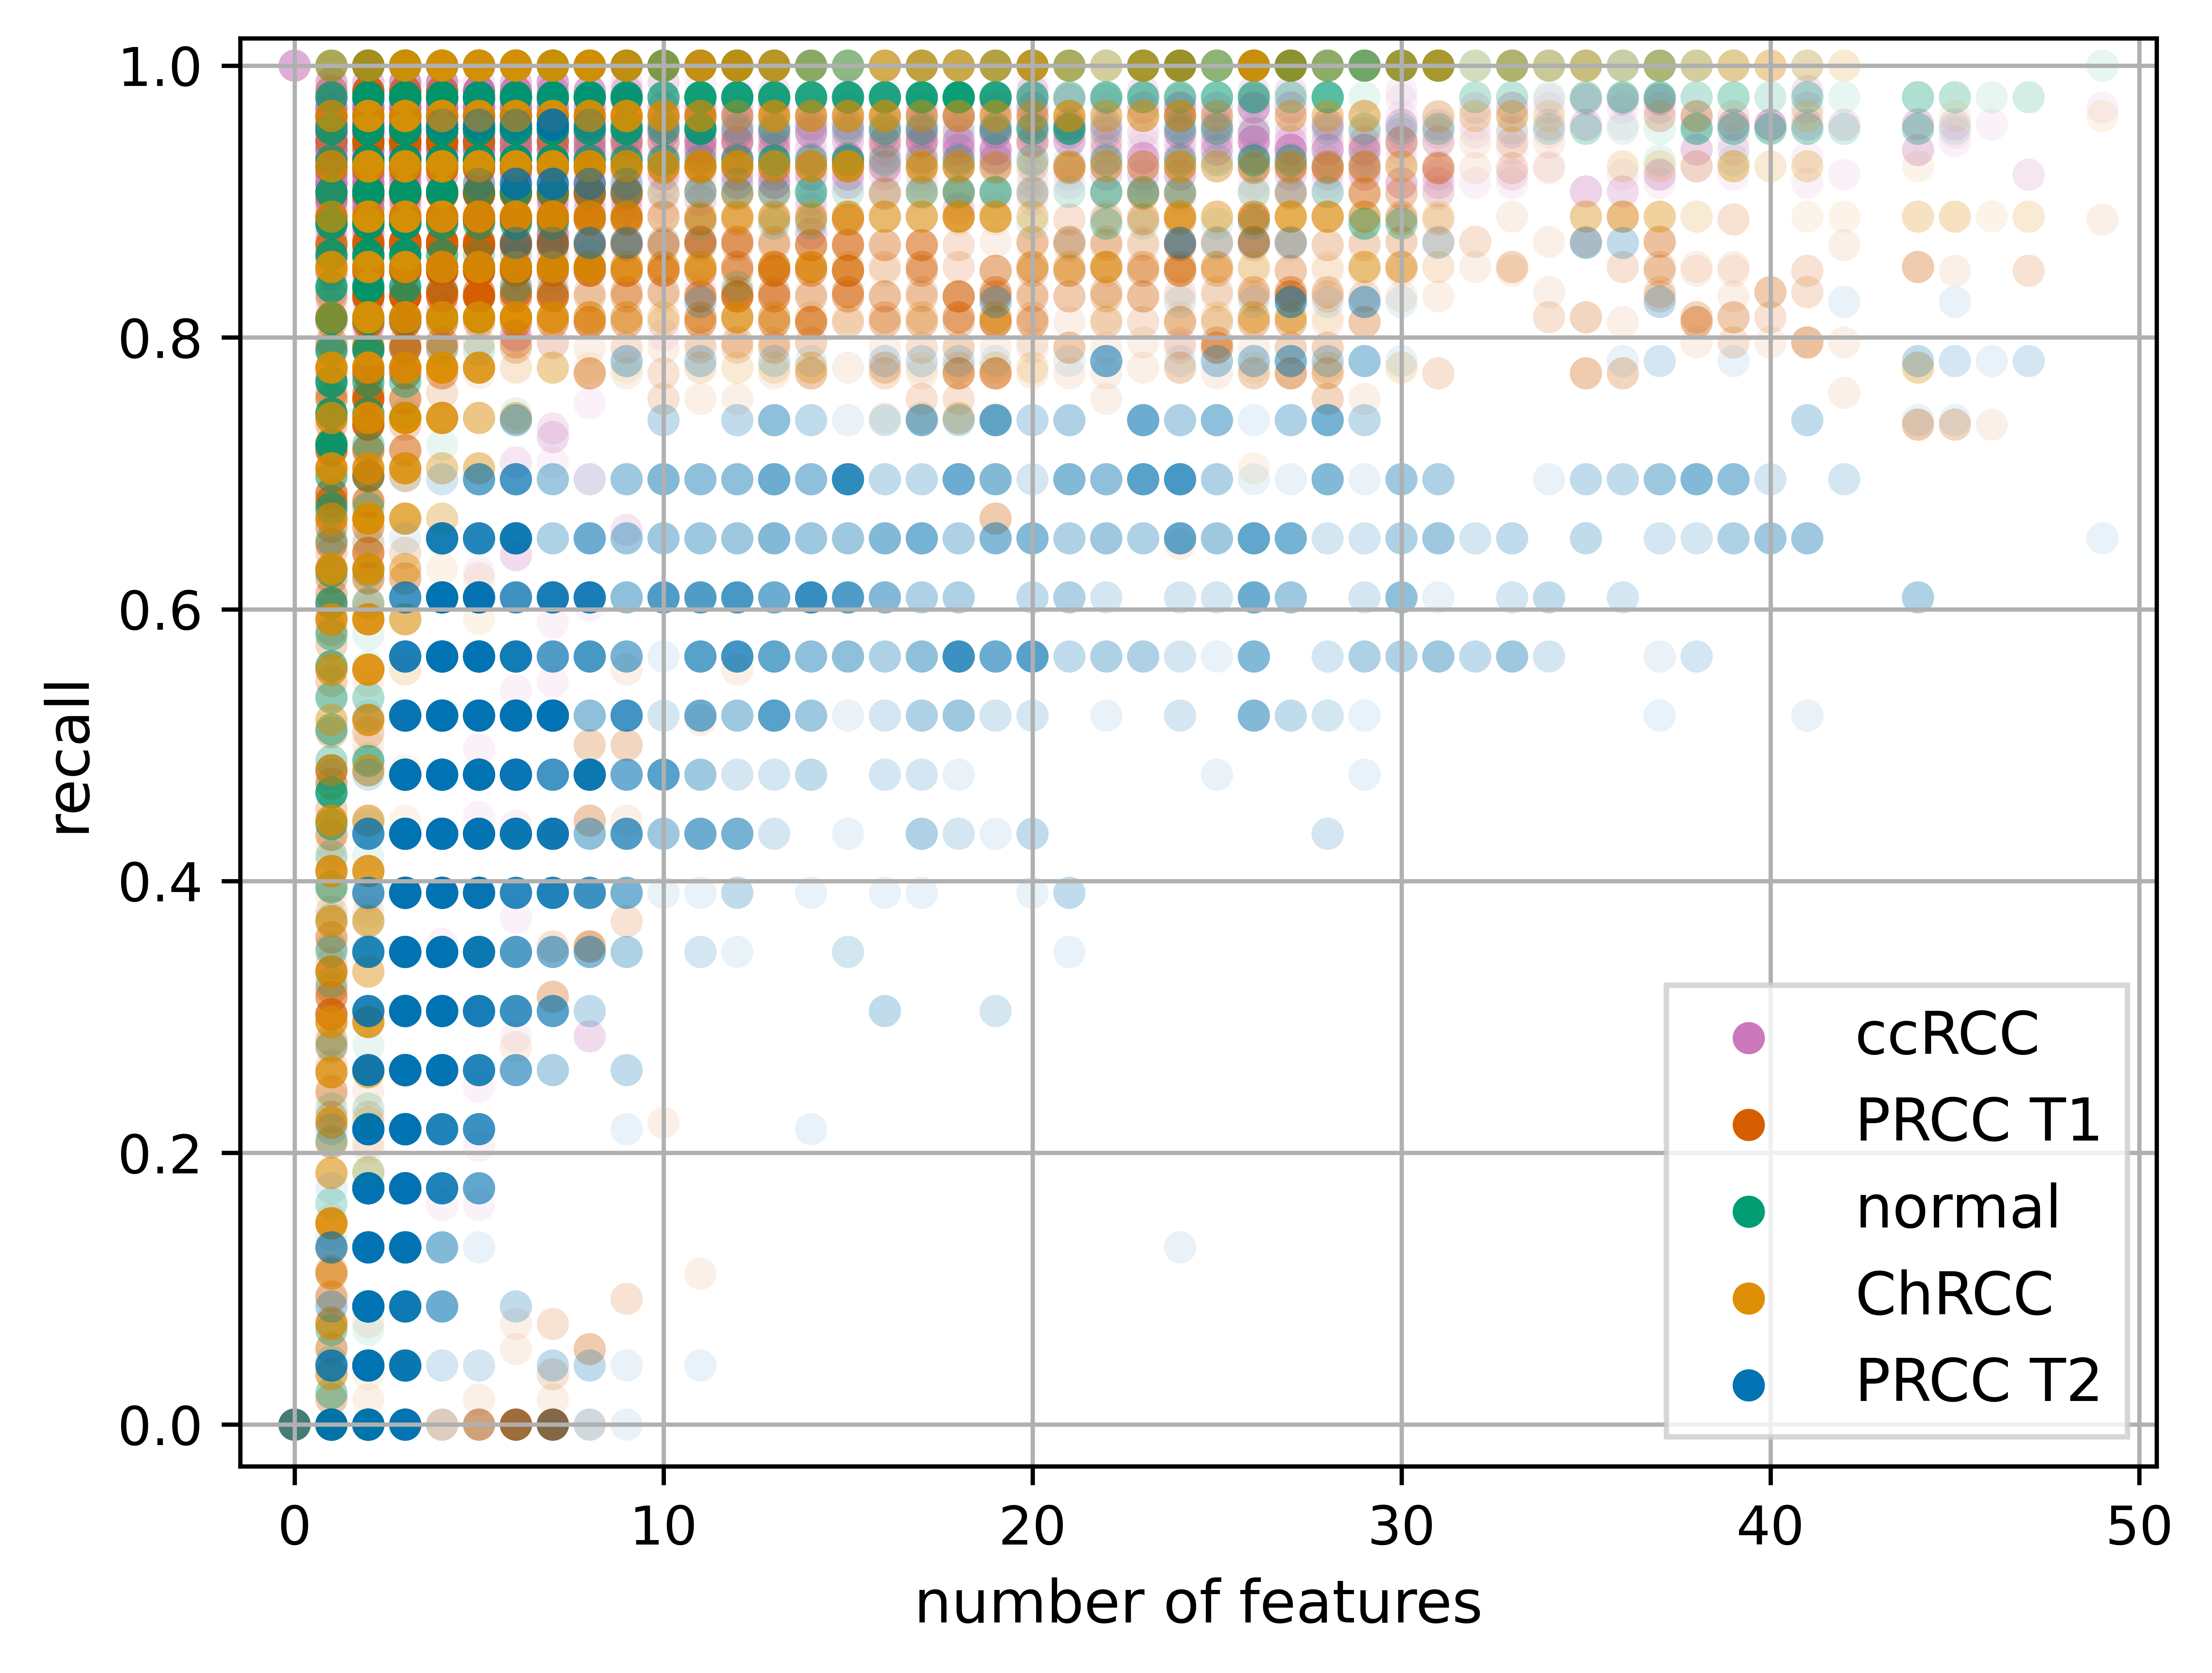 1.0
0.8
0.6
0.4
0.2
0.0
recall
0 10 20 30 40 50
number of features
ccRCC
PRCC T1
normal
ChRCC
PRCC T2